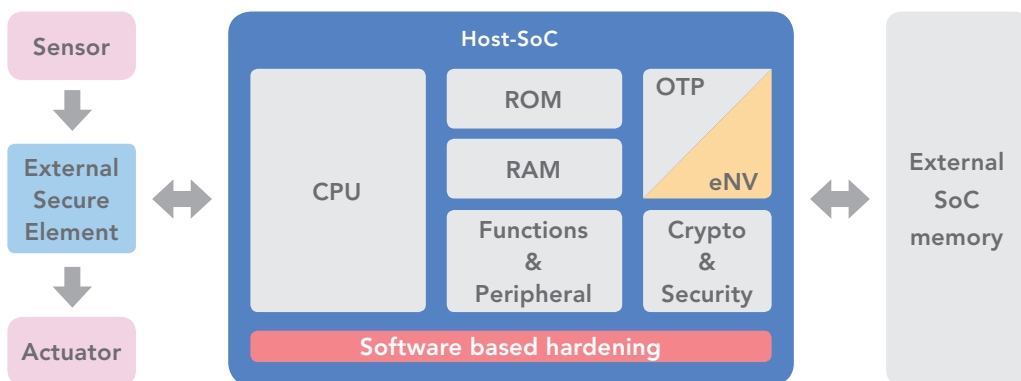 Sensor
External
Secure
Element
Actuator
Host-SoC
CPU
ROM
RAM
Functions
&
Peripheral
OTP
eNV
Crypto
&
Security
Software based hardening
External
SoC
memory